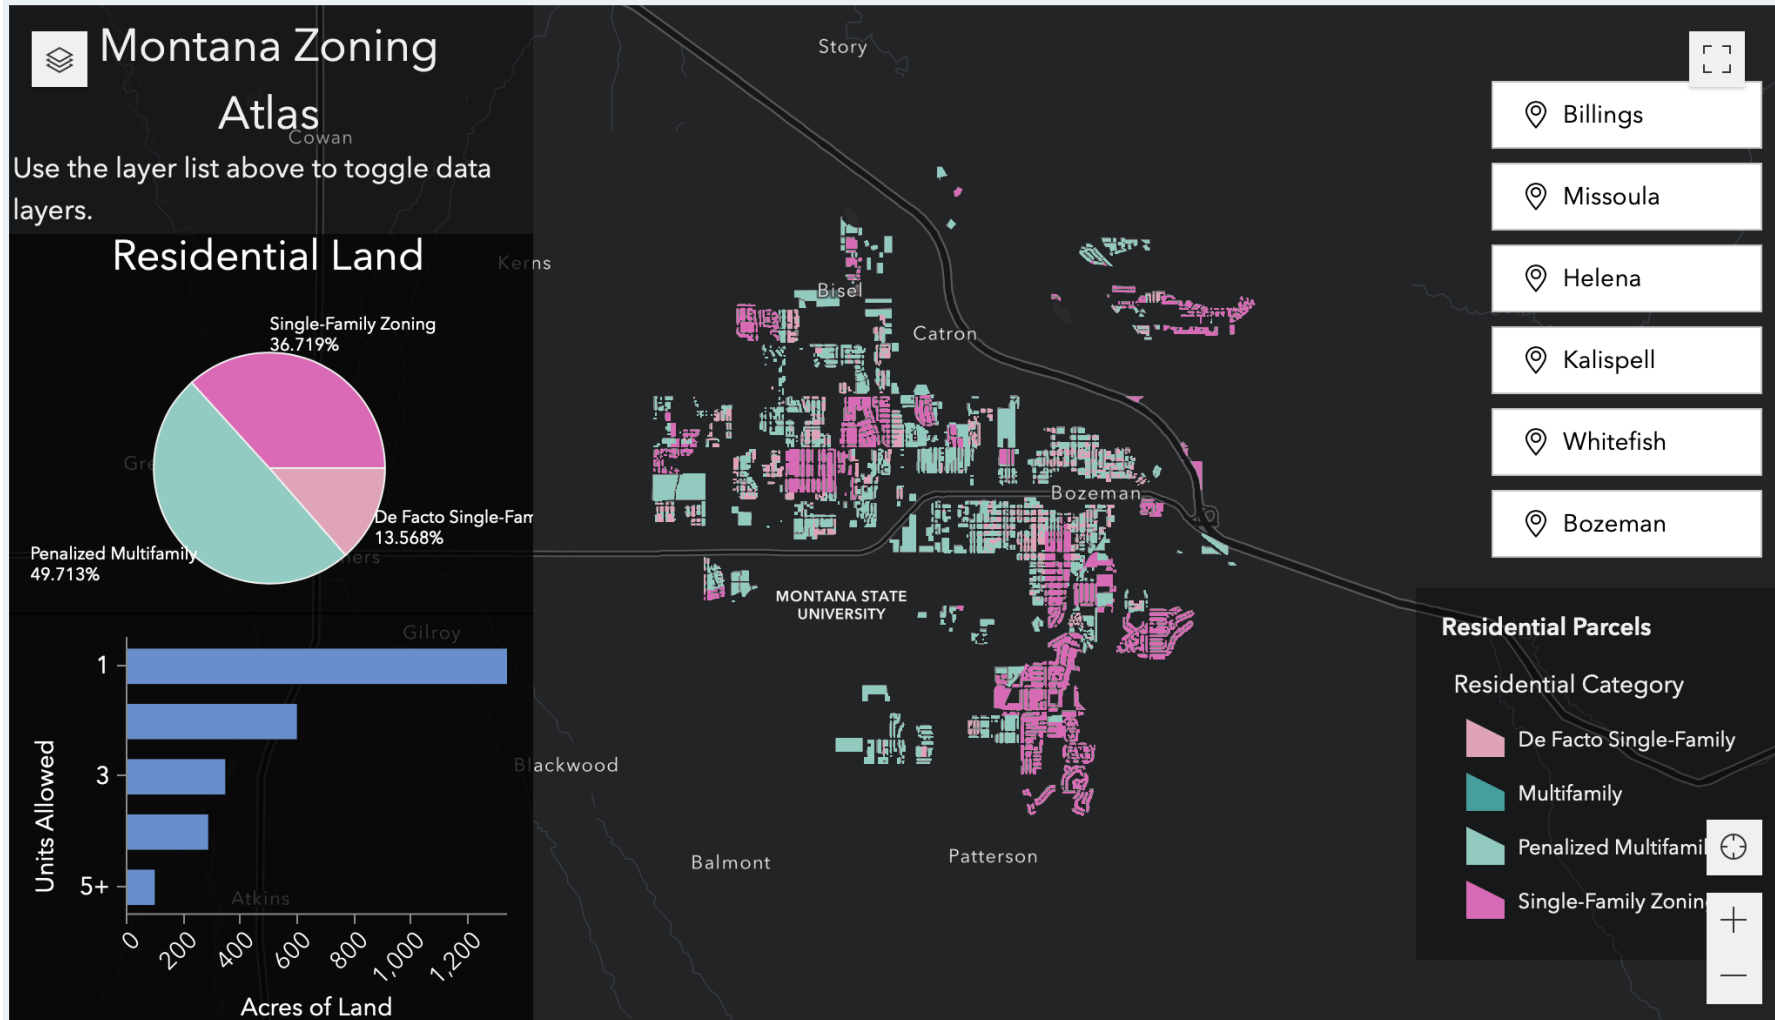 Montana Zoning
Atlas
Cowan
Use the layer list above to toggle data
layers.
Residential Land
Single-Family Zoning
36.719%
De Facto Single-Fam
13.568%
Penalized Multifamily
49.713%
Gilroy
Units Allowed
1
3
5+
Atkins
0
200
400
600
800
1,000
1,200
Acres of Land
Story
Kerns
Bisel
Catron
Bozeman
MONTANA STATE
UNIVERSITY
Blackwood
Balmont
Patterson
Billings
Missoula
Helena
Kalispell
Whitefish
Bozeman
Residential Parcels
Residential Category
De Facto Single-Family
Multifamily
Penalized Multifamil
Single-Family Zoning